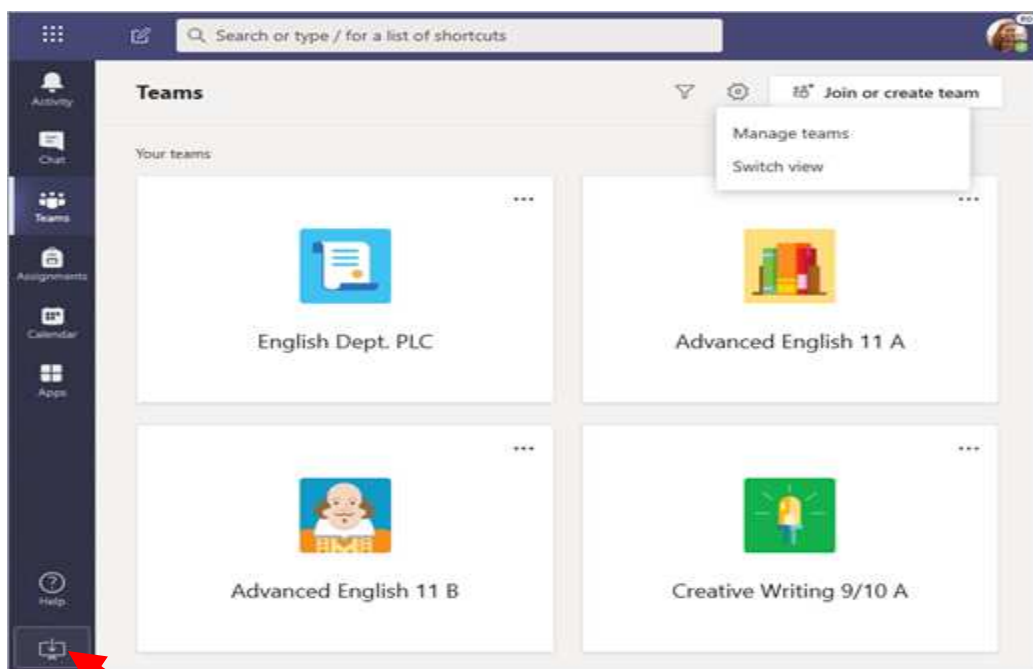 Search or type / for a list of shortcuts
Activity
Chat
Teams
Assignments
Calendar
Apps
Help
Teams
Join or create team
Manage teams
Switch view
Your teams
English Dept. PLC
Advanced English 11 A
Advanced English 11 B
Creative Writing 9/10 A